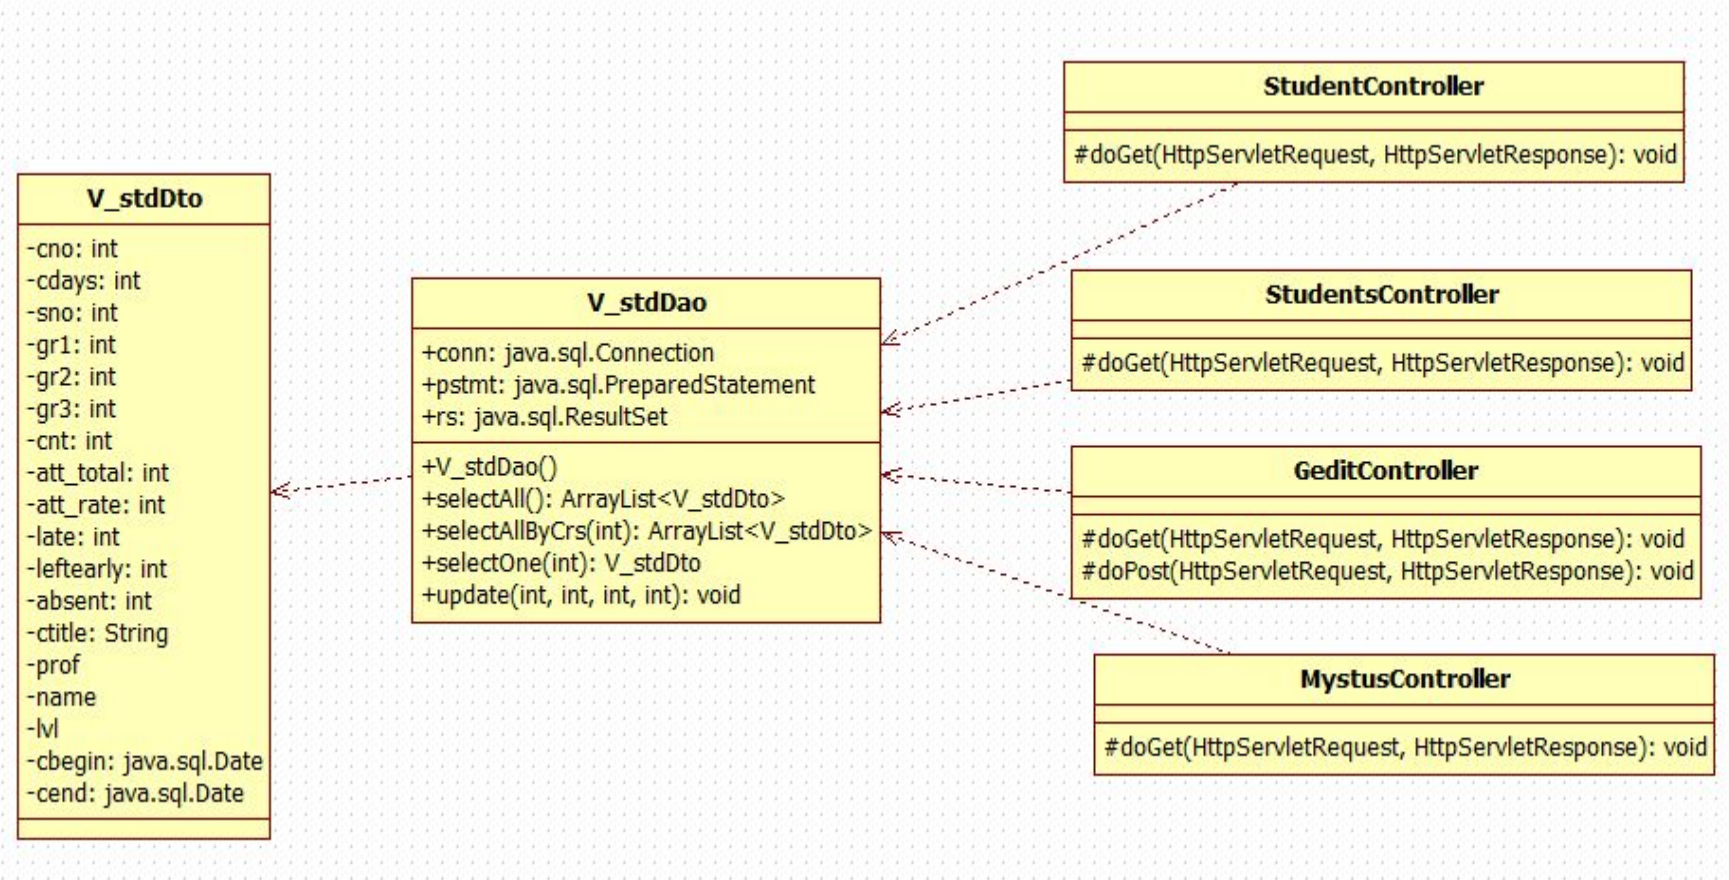 V_stdDto
-cno: int
-cdays: int
-sno: int
-gr1: int
-gr2: int
-gr3: int
-cnt: int
-att_total: int
-att_rate: int
-late: int
-leftearly: int
-absent: int
-ctitle: String
-prof
-name
-lvl
-cbegin: java.sql.Date
-cend: java.sql.Date
V_stdDao
+conn: java.sql.Connection
+pstmt: java.sql.PreparedStatement
+rs: java.sql.ResultSet
+V_stdDao()
+selectAll(): ArrayList<V_stdDto>
+selectAllByCrs(int): ArrayList<V_stdDto>
+selectOne(int): V_stdDto
+update(int, int, int, int): void
StudentController
#doGet(HttpServletRequest, HttpServletResponse): void
StudentsController
#doGet(HttpServletRequest, HttpServletResponse): void
GeditController
#doGet(HttpServletRequest, HttpServletResponse): void
#doPost(HttpServletRequest, HttpServletResponse): void
MystusController
#doGet(HttpServletRequest, HttpServletResponse): void